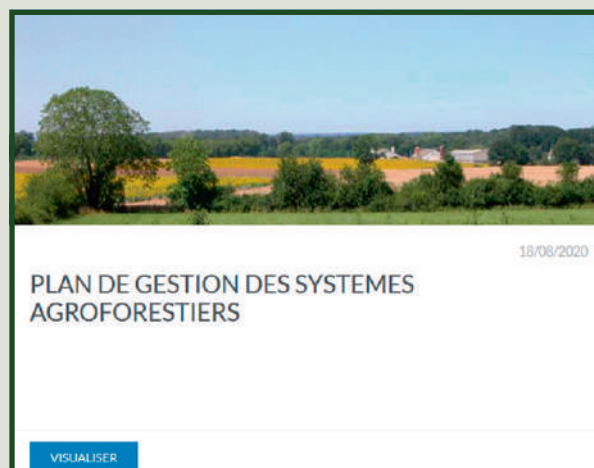 18/08/2020
PLAN DE GESTION DES SYSTEMES
AGROFORESTIERS
VISUALISER